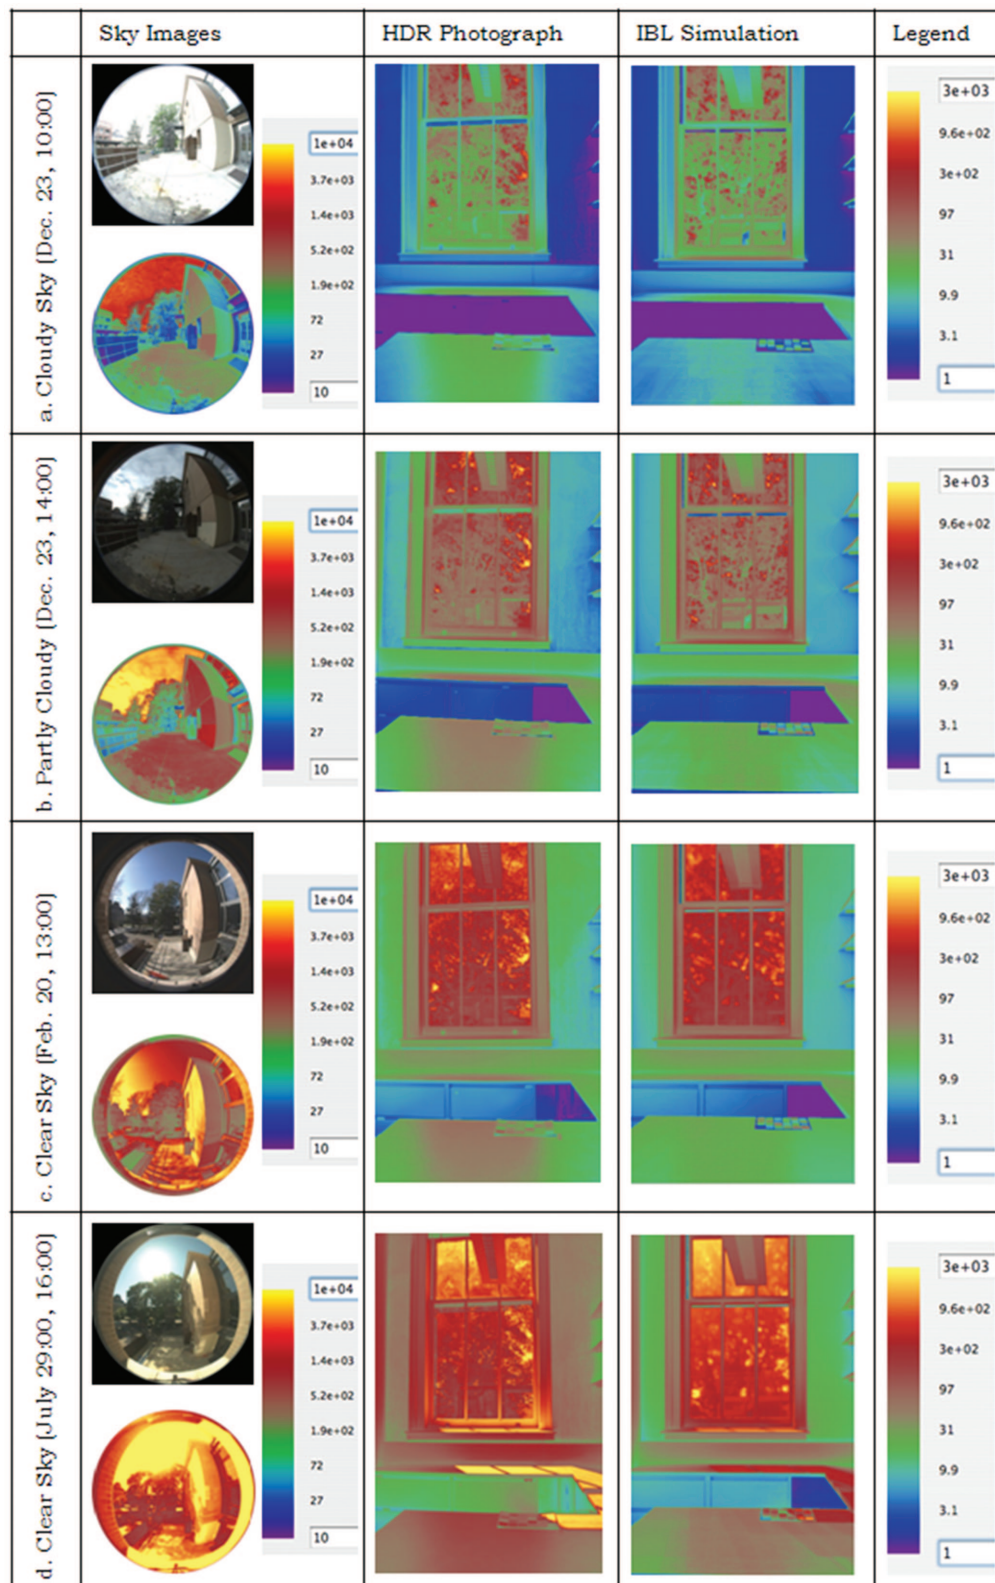 Sky Images HDR Photograph IBL Simulation Legend
a. Cloudy Sky (Dec. 23, 10:00)
1e+04
3.7e+03
1.4e+03
5.2e+02
1.9e+02
72
27
10
3e+03
9.6e+02
3e+02
97
31
9.9
3.1
1
b. Partly Cloudy (Dec. 23, 14:00)
1e+04
3.7e+03
1.4e+03
5.2e+02
1.9e+02
72
27
10
3e+03
9.6e+02
3e+02
97
31
9.9
3.1
1
c. Clear Sky (Feb. 20, 13:00)
1e+04
3.7e+03
1.4e+03
5.2e+02
1.9e+02
72
27
10
3e+03
9.6e+02
3e+02
97
31
9.9
3.1
1
d. Clear Sky (July 29:00, 16:00)
1e+04
3.7e+03
1.4e+03
5.2e+02
1.9e+02
72
27
10
3e+03
9.6e+02
3e+02
97
31
9.9
3.1
1